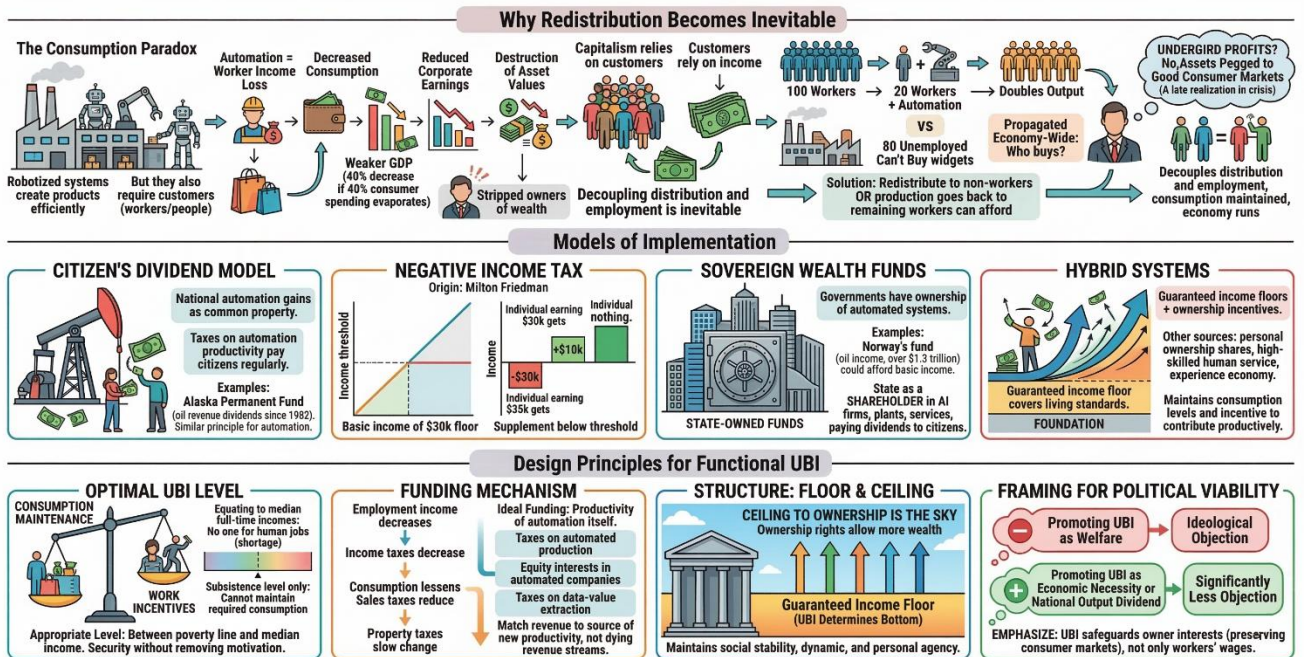 Why Redistribution Becomes Inevitable
The Consumption Paradox
Robotized systems
create products
efficiently
But they also
require customers
(workers/people)
Automation =
Worker Income
Loss
Decreased
Consumption
Weaker GDP
(40% decrease
if 40% consumer
spending evaporates)
Reduced
Corporate
Earnings
Destruction
of Asset
Values
Stripped owners
of wealth
Capitalism relies
on customers
Customers
rely on income
Decoupling distribution and
employment is inevitable
100 Workers
20 Workers
+ Automation
Doubles Output
VS
80 Unemployed
Can't Buy widgets
Propagated
Economy-Wide:
Who buys?
Solution: Redistribute to non-workers
OR production goes back to
remaining workers can afford
UNDERGIRD PROFITS?
No,Assets Pegged to
Good Consumer Markets
(A late realization in crisis)
Decouples distribution
and employment,
consumption maintained,
economy runs
Models of Implementation
CITIZEN'S DIVIDEND MODEL
National automation gains
as common property.
Taxes on automation
productivity pay
citizens regularly.
Examples:
Alaska Permanent Fund
(oil revenue dividends since 1982).
Similar principle for automation.
NEGATIVE INCOME TAX
Origin: Milton Friedman
Income threshold
Basic income of $30k floor
Income
Individual earning
$30k gets
Individual
nothing.
+$10k
-$30k
Individual earning
$35k gets
Supplement below threshold
SOVEREIGN WEALTH FUNDS
STATE-OWNED FUNDS
Governments have ownership
of automated systems.
Examples:
Norway's fund
(oil income, over $1.3 trillion)
could afford basic income.
State as a
SHAREHOLDER in AI
firms, plants, services,
paying dividends to citizens.
HYBRID SYSTEMS
Guaranteed income floor
covers living standards.
FOUNDATION
Guaranteed income floors
+ ownership incentives.
Other sources: personal
ownership shares, high-
skilled human service,
experience economy.
Maintains consumption
levels and incentive to
contribute productively.
Design Principles for Functional UBI
OPTIMAL UBI LEVEL
CONSUMPTION
MAINTENANCE
WORK
INCENTIVES
Equating to median
full-time incomes:
No one for human jobs
(shortage)
Subsistence level only:
Cannot maintain
required consumption
Appropriate Level: Between poverty line and median
income. Security without removing motivation.
FUNDING MECHANISM
Employment income
decreases
Income taxes decrease
Consumption lessens
Sales taxes reduce
Property taxes
slow change
Ideal Funding: Productivity
of automation itself.
Taxes on automated
production
Equity interests in
automated companies
Taxes on data-value
extraction
Match revenue to source of
new productivity, not dying
revenue streams.
STRUCTURE: FLOOR & CEILING
CEILING TO OWNERSHIP IS THE SKY
Ownership rights allow more wealth
Guaranteed Income Floor
(UBI Determines Bottom)
Maintains social stability, dynamic, and personal agency.
FRAMING FOR POLITICAL VIABILITY
Promoting UBI
as Welfare
Ideological
Objection
Promoting UBI as
Economic Necessity or
National Output Dividend
Significantly
Less Objection
EMPHASIZE: UBI safeguards owner interests (preserving
consumer markets), not only workers' wages.